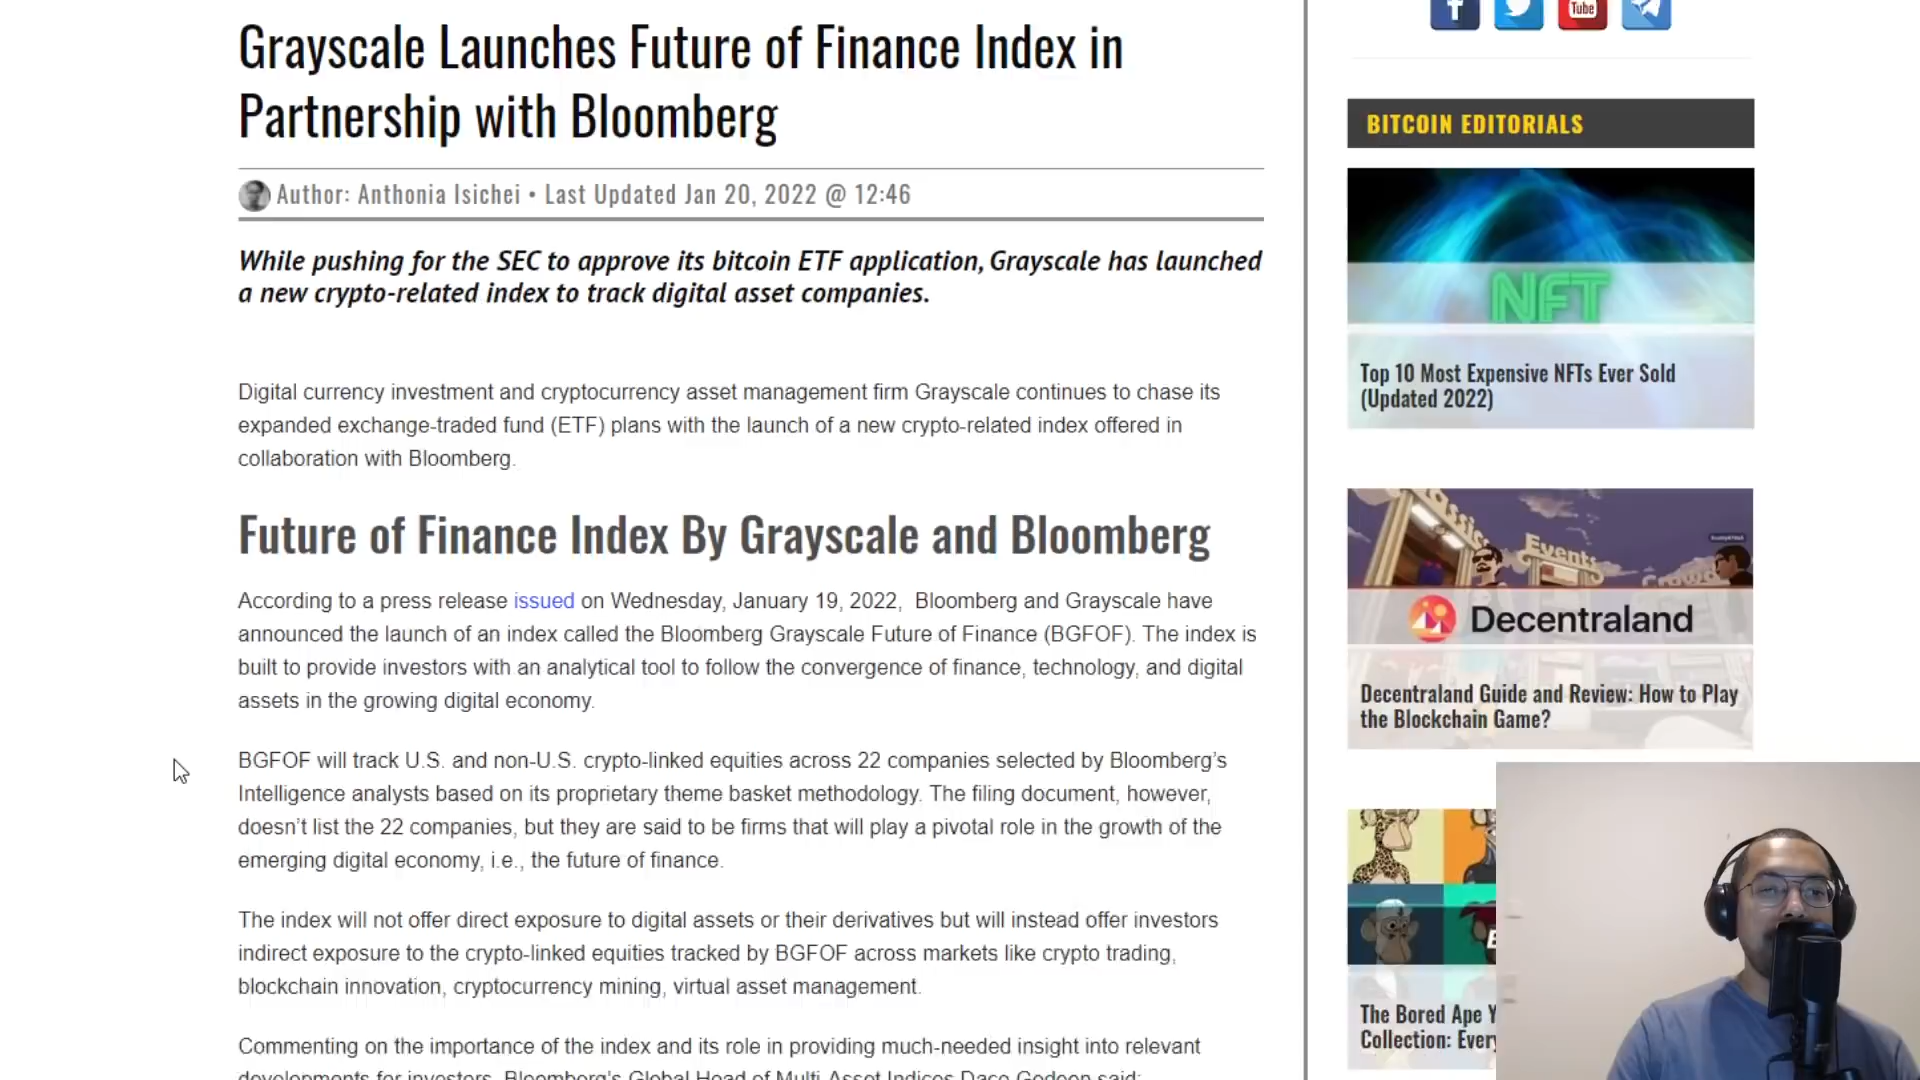 Grayscale Launches Future of Finance Index in
Partnership with Bloomberg
Author: Anthonia Isichei • Last Updated Jan 20, 2022 @ 12:46
While pushing for the SEC to approve its bitcoin ETF application, Grayscale has launched
a new crypto-related index to track digital asset companies.
Digital currency investment and cryptocurrency asset management firm Grayscale continues to chase its
expanded exchange-traded fund (ETF) plans with the launch of a new crypto-related index offered in
collaboration with Bloomberg.
Future of Finance Index By Grayscale and Bloomberg
According to a press release issued on Wednesday, January 19, 2022, Bloomberg and Grayscale have
announced the launch of an index called the Bloomberg Grayscale Future of Finance (BGFOF). The index is
built to provide investors with an analytical tool to follow the convergence of finance, technology, and digital
assets in the growing digital economy.
BGFOF will track U.S. and non-U.S. crypto-linked equities across 22 companies selected by Bloomberg's
Intelligence analysts based on its proprietary theme basket methodology. The filing document, however,
doesn't list the 22 companies, but they are said to be firms that will play a pivotal role in the growth of the
emerging digital economy, i.e., the future of finance.
The index will not offer direct exposure to digital assets or their derivatives but will instead offer investors
indirect exposure to the crypto-linked equities tracked by BGFOF across markets like crypto trading,
blockchain innovation, cryptocurrency mining, virtual asset management.
Commenting on the importance of the index and its role in providing much-needed insight into relevant
developments for investors, Bloomberg's Global Head of Multi-Asset Indices Dave Gedeon said:
Tube
BITCOIN EDITORIALS
NFT
Top 10 Most Expensive NFTs Ever Sold
(Updated 2022)
Events
Decentraland
Decentraland Guide and Review: How to Play
the Blockchain Game?
The Bored Ape Y
Collection: Every